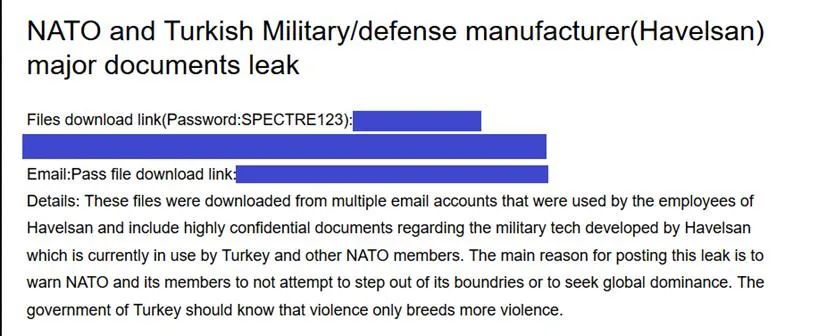 NATO and Turkish Military/defense manufacturer(Havelsan)
major documents leak
Files download link(Password:SPECTRE123):
Email:Pass file download link:
Details: These files were downloaded from multiple email accounts that were used by the employees of
Havelsan and include highly confidential documents regarding the military tech developed by Havelsan
which is currently in use by Turkey and other NATO members. The main reason for posting this leak is to
warn NATO and its members to not attempt to step out of its boundries or to seek global dominance. The
government of Turkey should know that violence only breeds more violence.